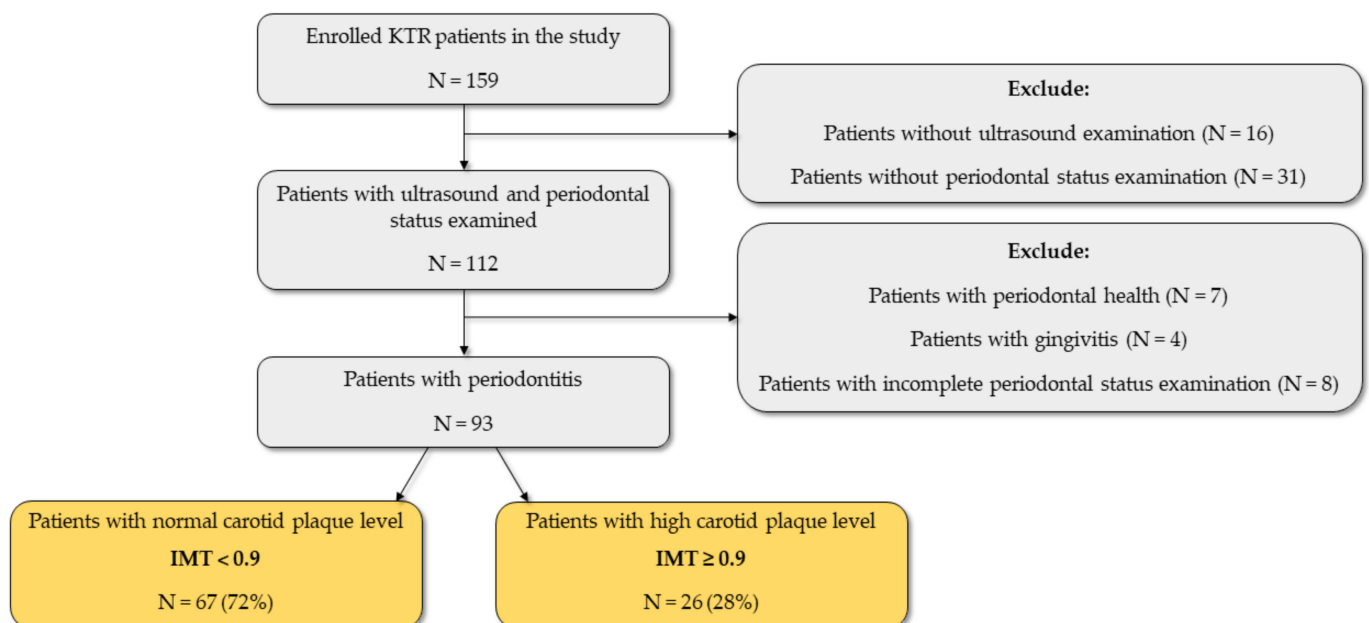 Enrolled KTR patients in the study
N = 159
Exclude:
Patients without ultrasound examination (N = 16)
Patients without periodontal status examination (N = 31)
Patients with ultrasound and periodontal
status examined
N = 112
Exclude:
Patients with periodontal health (N = 7)
Patients with gingivitis (N = 4)
Patients with incomplete periodontal status examination (N = 8)
Patients with periodontitis
N = 93
Patients with normal carotid plaque level
IMT < 0.9
N = 67 (72%)
Patients with high carotid plaque level
IMT ≥ 0.9
N = 26 (28%)